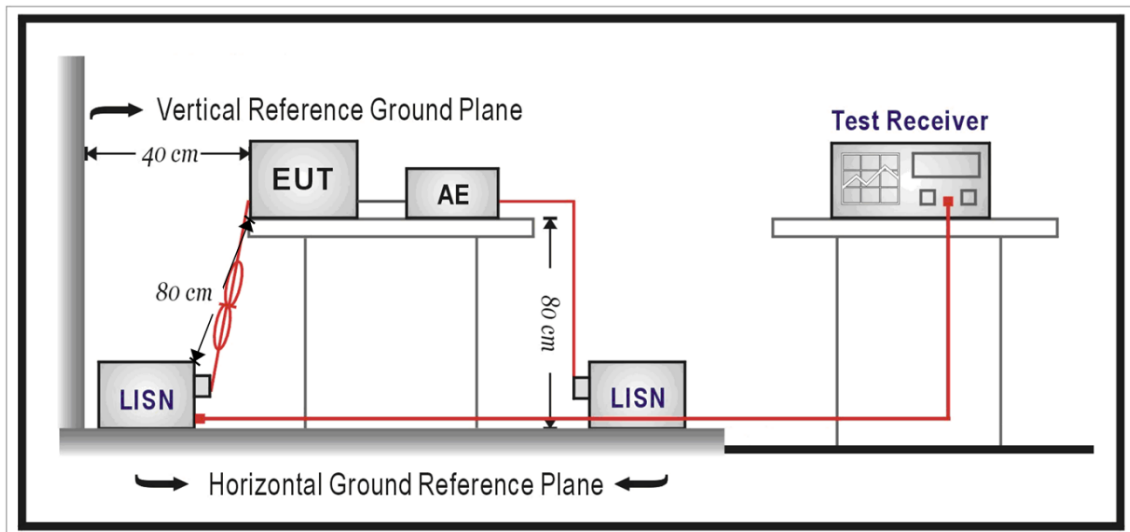 Vertical Reference Ground Plane
Test Receiver
40 cm
EUT
AE
80 cm
80 cm
LISN
LISN
Horizontal Ground Reference Plane